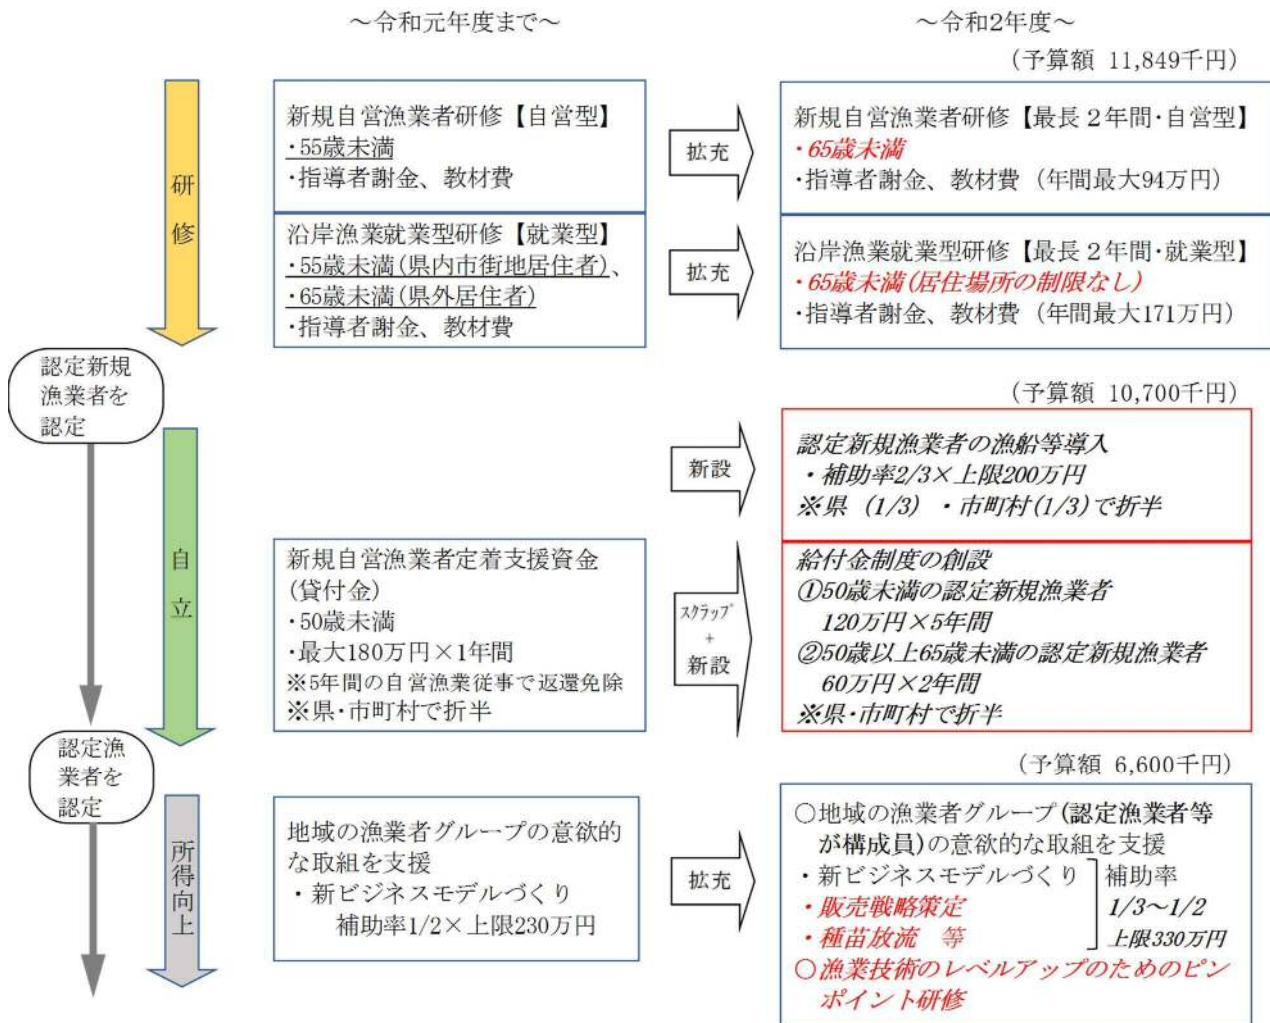 ～令和元年度まで～
～令和2年度～
(予算額 11,849千円)
研修
新規自営漁業者研修【自営型】
・55歳未満
・指導者謝金、教材費
拡充
新規自営漁業者研修【最長２年間・自営型】
・65歳未満
・指導者謝金、教材費 (年間最大94万円)
沿岸漁業就業型研修【就業型】
・55歳未満(県内市街地居住者)、
・65歳未満(県外居住者)
・指導者謝金、教材費
拡充
沿岸漁業就業型研修【最長２年間・就業型】
・65歳未満(居住場所の制限なし)
・指導者謝金、教材費 (年間最大171万円)
認定新規
漁業者を
認定
(予算額 10,700千円)
自立
新設
認定新規漁業者の漁船等導入
・補助率2/3×上限200万円
※県 (1/3) ・市町村(1/3)で折半
新規自営漁業者定着支援資金
(貸付金)
・50歳未満
・最大180万円×1年間
※5年間の自営漁業従事で返還免除
※県・市町村で折半
ｽｸﾗｯﾌﾟ
+
新設
給付金制度の創設
①50歳未満の認定新規漁業者
120万円×5年間
②50歳以上65歳未満の認定新規漁業者
60万円×2年間
※県・市町村で折半
認定漁
業者を
認定
(予算額 6,600千円)
所得向上
地域の漁業者グループの意欲的
な取組を支援
・新ビジネスモデルづくり
補助率1/2×上限230万円
拡充
○地域の漁業者グループ(認定漁業者等
が構成員)の意欲的な取組を支援
・新ビジネスモデルづくり
・販売戦略策定
・種苗放流 等
補助率
1/3～1/2
上限330万円
○漁業技術のレベルアップのためのピン
ポイント研修